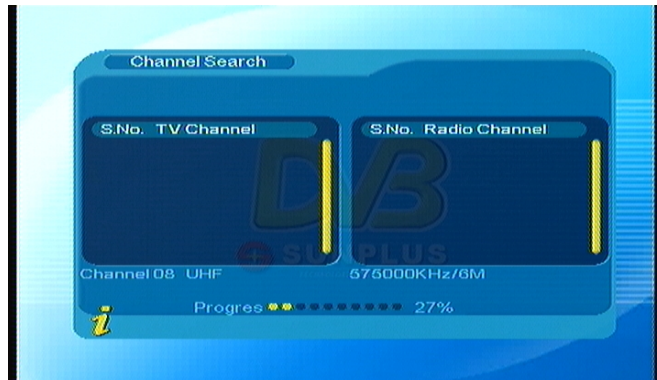 Channel Search
S.No. TV Channel
S.No. Radio Channel
DVB
SUNPLUS
Channel 08 UHF
575000KHz/6M
Progres 27%
i